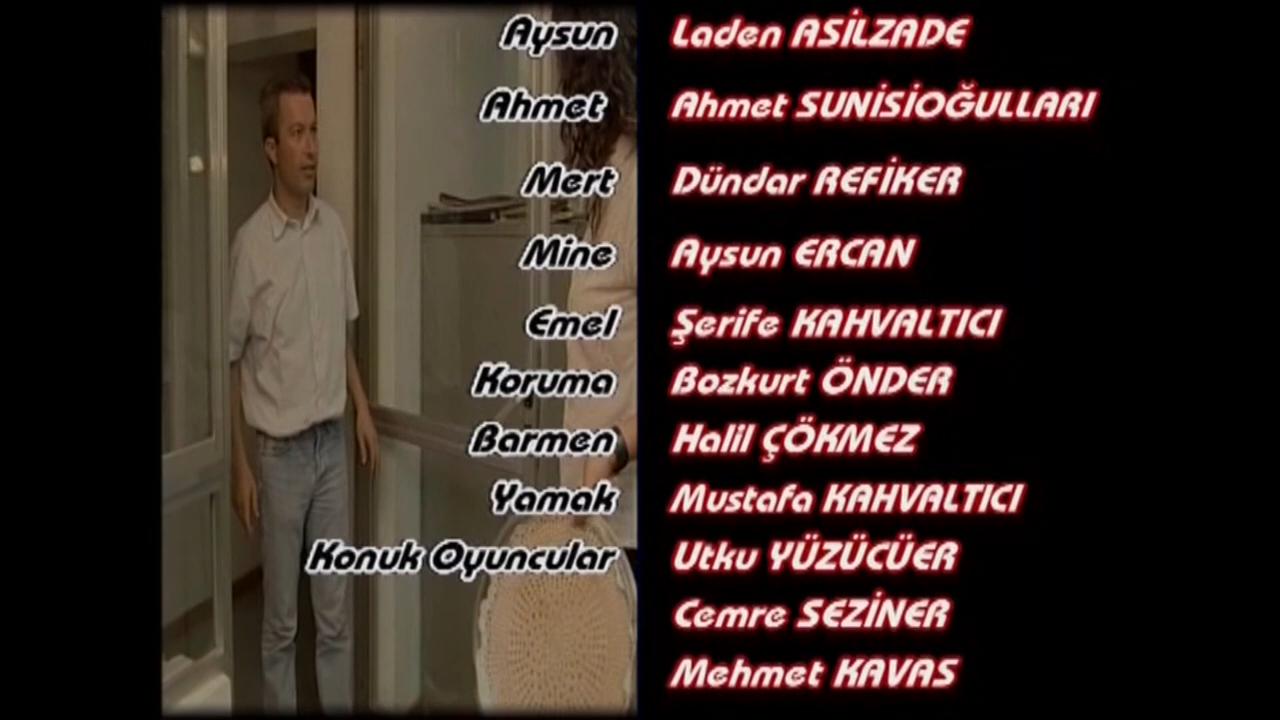 Aysun Laden ASİLZADE
Ahmet Ahmet SUNİSİOĞULLARI
Mert Dündar REFİKER
Mine Aysun ERCAN
Emel Şerife KAHVALTICI
Koruma Bozkurt ÖNDER
Barmen Halil ÇÖKMEZ
Yamak Mustafa KAHVALTICI
Konuk Oyuncular Utku YÜZÜCÜER
Cemre SEZİNER
Mehmet KAVAS